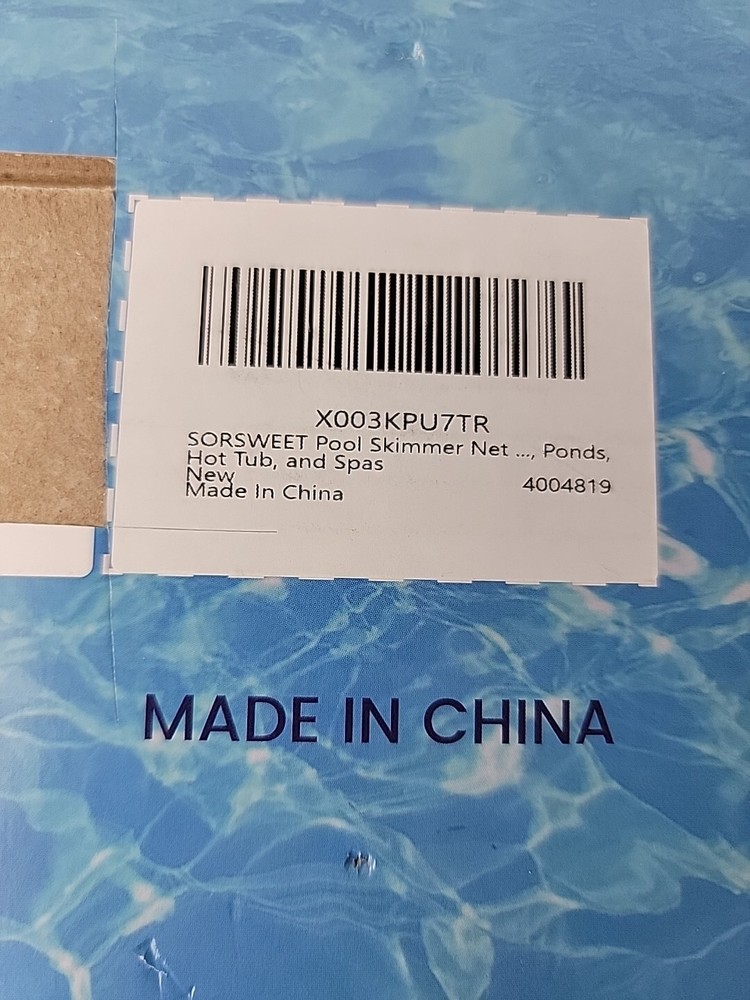 X003KPU7TR
SORSWEET Pool Skimmer Net ..., Ponds,
Hot Tub, and Spas
New
Made In China 4004819
MADE IN CHINA